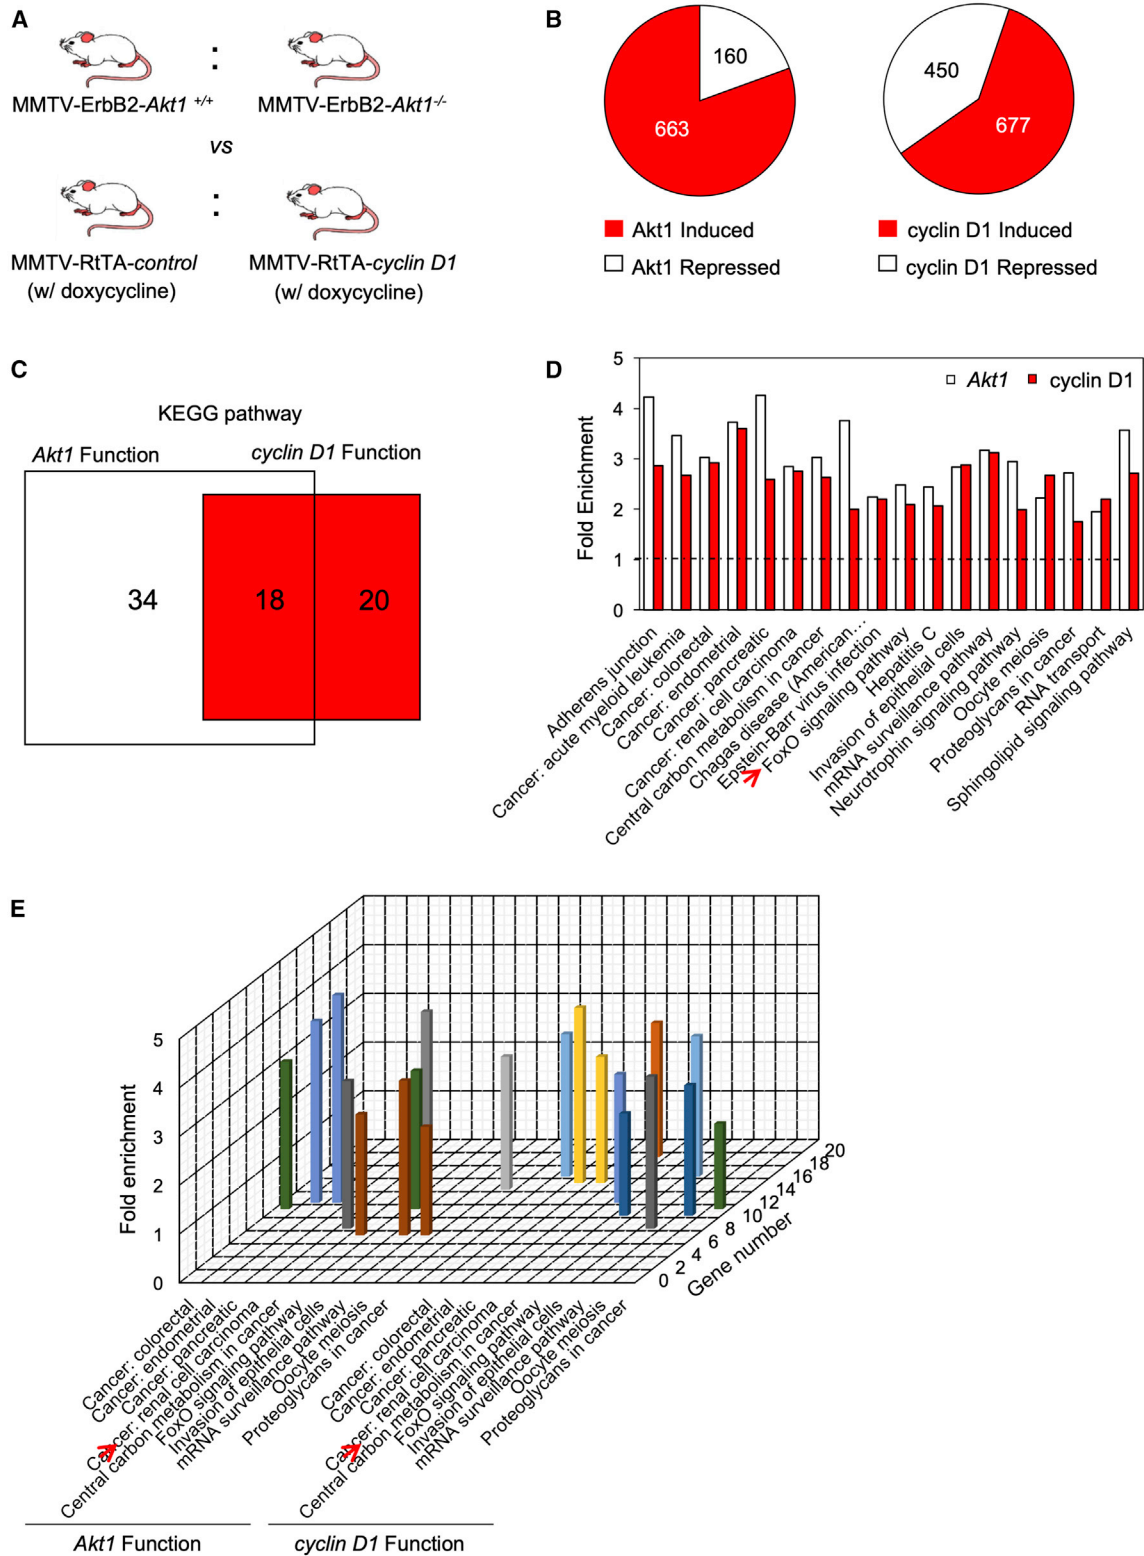 A
:
MMTV-ErbB2-Akt1 +/+ MMTV-ErbB2-Akt1-/-
vs
:
MMTV-RtTA-control MMTV-RtTA-cyclin D1
(w/ doxycycline) (w/ doxycycline)
B
160
663
450
677
Akt1 Induced
Akt1 Repressed
cyclin D1 Induced
cyclin D1 Repressed
C
KEGG pathway
Akt1 Function cyclin D1 Function
34 18 20
D
Fold Enichment
5
4
3
2
1
0
Akt1 cyclin D1
Adherens junction
Cancer: acute myeloid leukemia
Cancer: colorectal
Cancer: endometrial
Cancer: pancreatic
Cancer: renal cell carcinoma
Central carbon metabolism in cancer
Chagas disease (American...
Epstein-Barr virus infection
FoxO signaling pathway
Hepatitis C
Invasion of epithelial cells
mRNA surveillance pathway
Neurotrophin signaling pathway
Oocyte meiosis
Proteoglycans in cancer
RNA transport
Sphingolipid signaling pathway
E
Fold enrichment
5
4
3
2
1
0
0 2 4 6 8 10 12 14 16 18 20
Gene number
Cancer: colorectal
Cancer: endometrial
Cancer: pancreatic
Cancer: renal cell carcinoma
Central carbon metabolism in cancer
FoxO signaling pathway
Invasion of epithelial cells
mRNA surveillance pathway
Oocyte meiosis
Proteoglycans in cancer
Cancer: colorectal
Cancer: endometrial
Cancer: pancreatic
Cancer: renal cell carcinoma
Central carbon metabolism in cancer
FoxO signaling pathway
Invasion of epithelial cells
mRNA surveillance pathway
Oocyte meiosis
Proteoglycans in cancer
Akt1 Function cyclin D1 Function